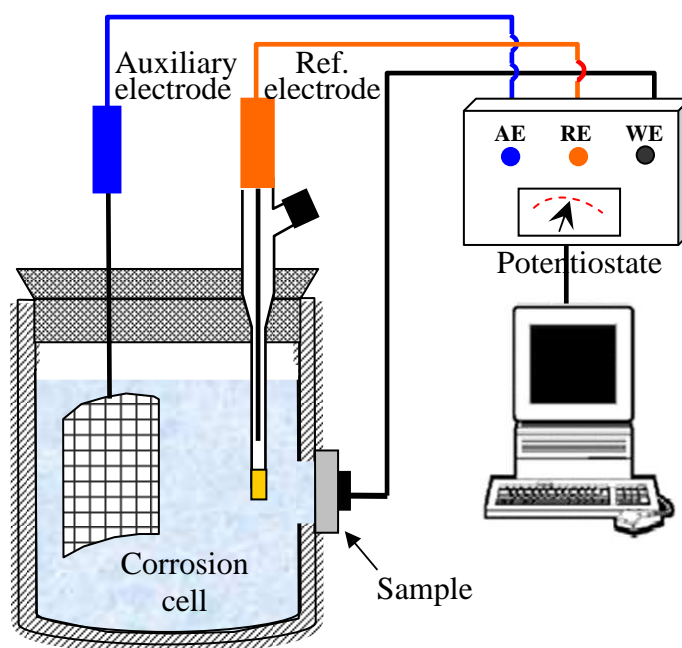 Auxiliary
electrode
Ref.
electrode
AE RE WE
Potentiostate
Corrosion
cell
Sample